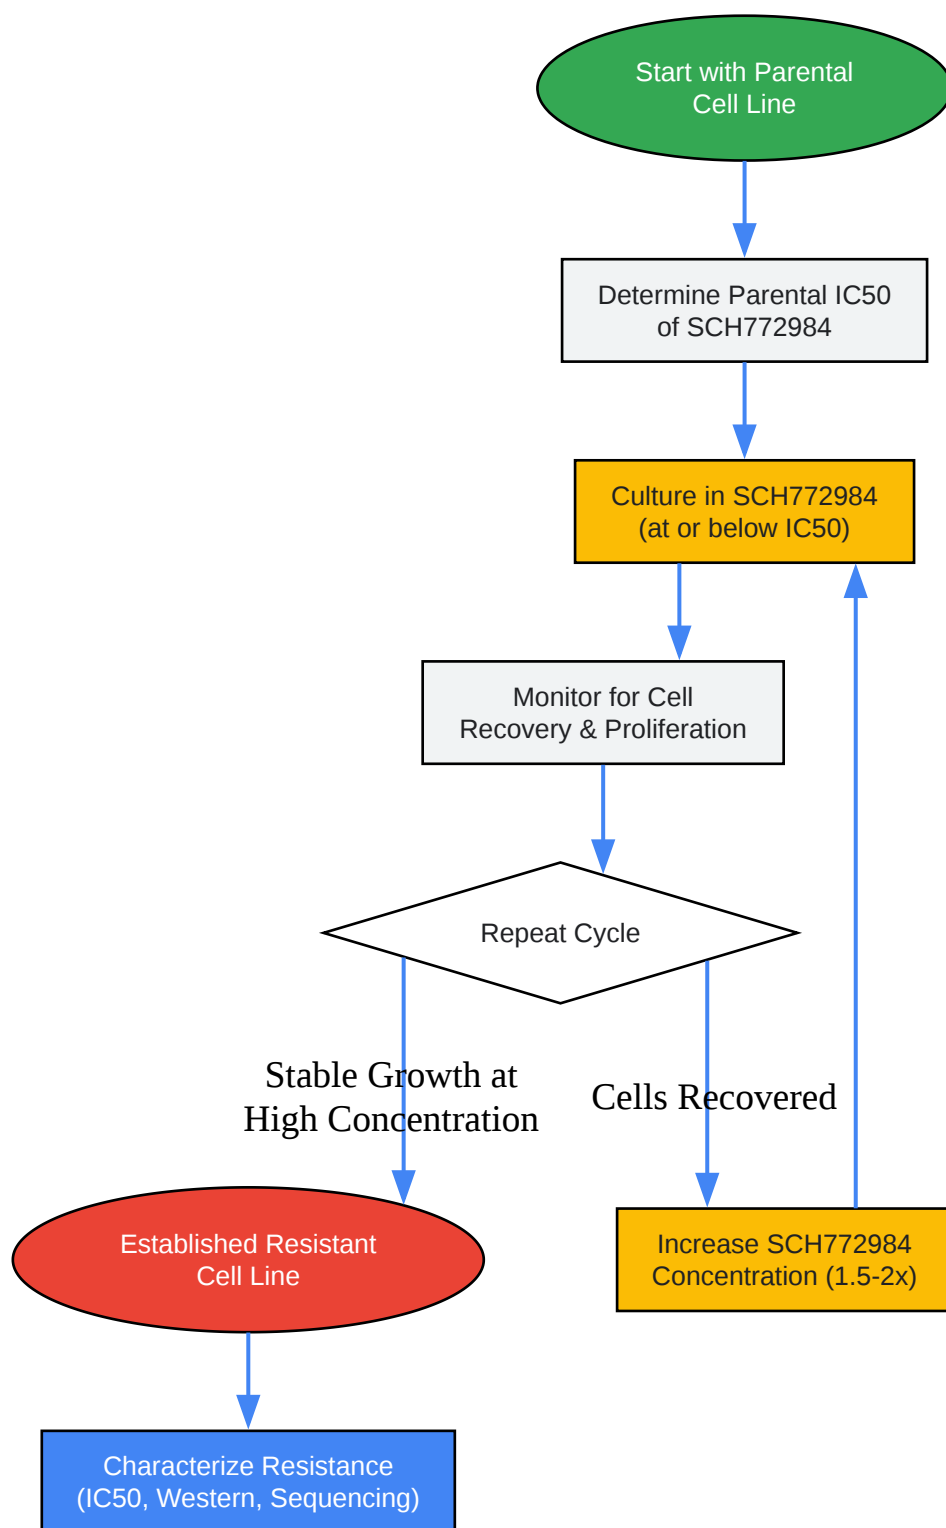 Start with Parental
Cell Line
Determine Parental IC50
of SCH772984
Culture in SCH772984
(at or below IC50)
Monitor for Cell
Recovery & Proliferation
Repeat Cycle
Stable Growth at
High Concentration
Cells Recovered
Established Resistant
Cell Line
Increase SCH772984
Concentration (1.5-2x)
Characterize Resistance
(IC50, Western, Sequencing)